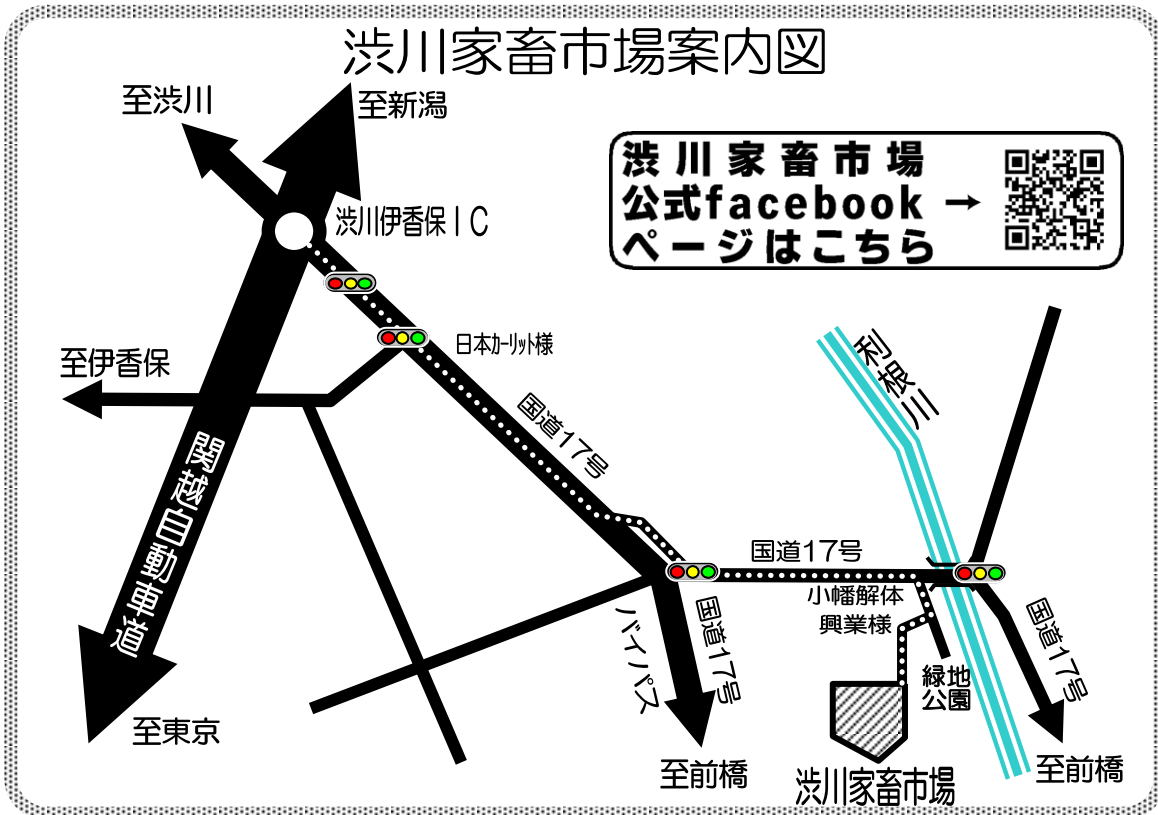 渋川家畜市場案内図
至渋川
至新潟
渋川家畜市場
公式facebook →
ページはこちら
渋川伊香保IC
日本カーリット様
至伊香保
利根川
国道17号
関越自動車道
国道17号
小幡解体
興業様
国道17号
バイパス
国道17号
緑地
公園
至東京
至前橋
渋川家畜市場
至前橋